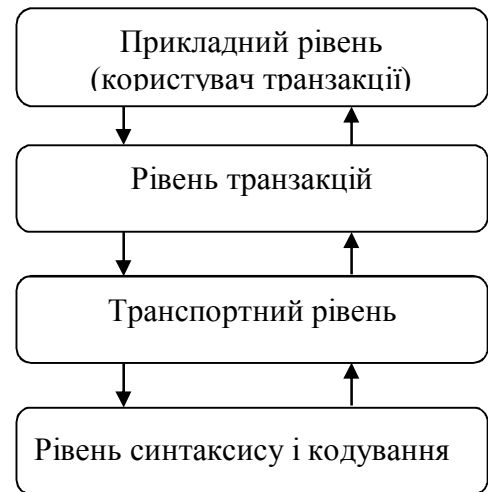 Прикладний рівень
(користувач транзакції)
Рівень транзакцій
Транспортний рівень
Рівень синтаксису і кодування